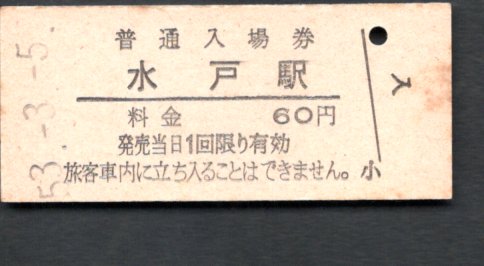 普通入場券
水戸駅
料金 60円
発売当日1回限り有効
旅客車内に立ち入ることはできません。
小
入
53-3-5.